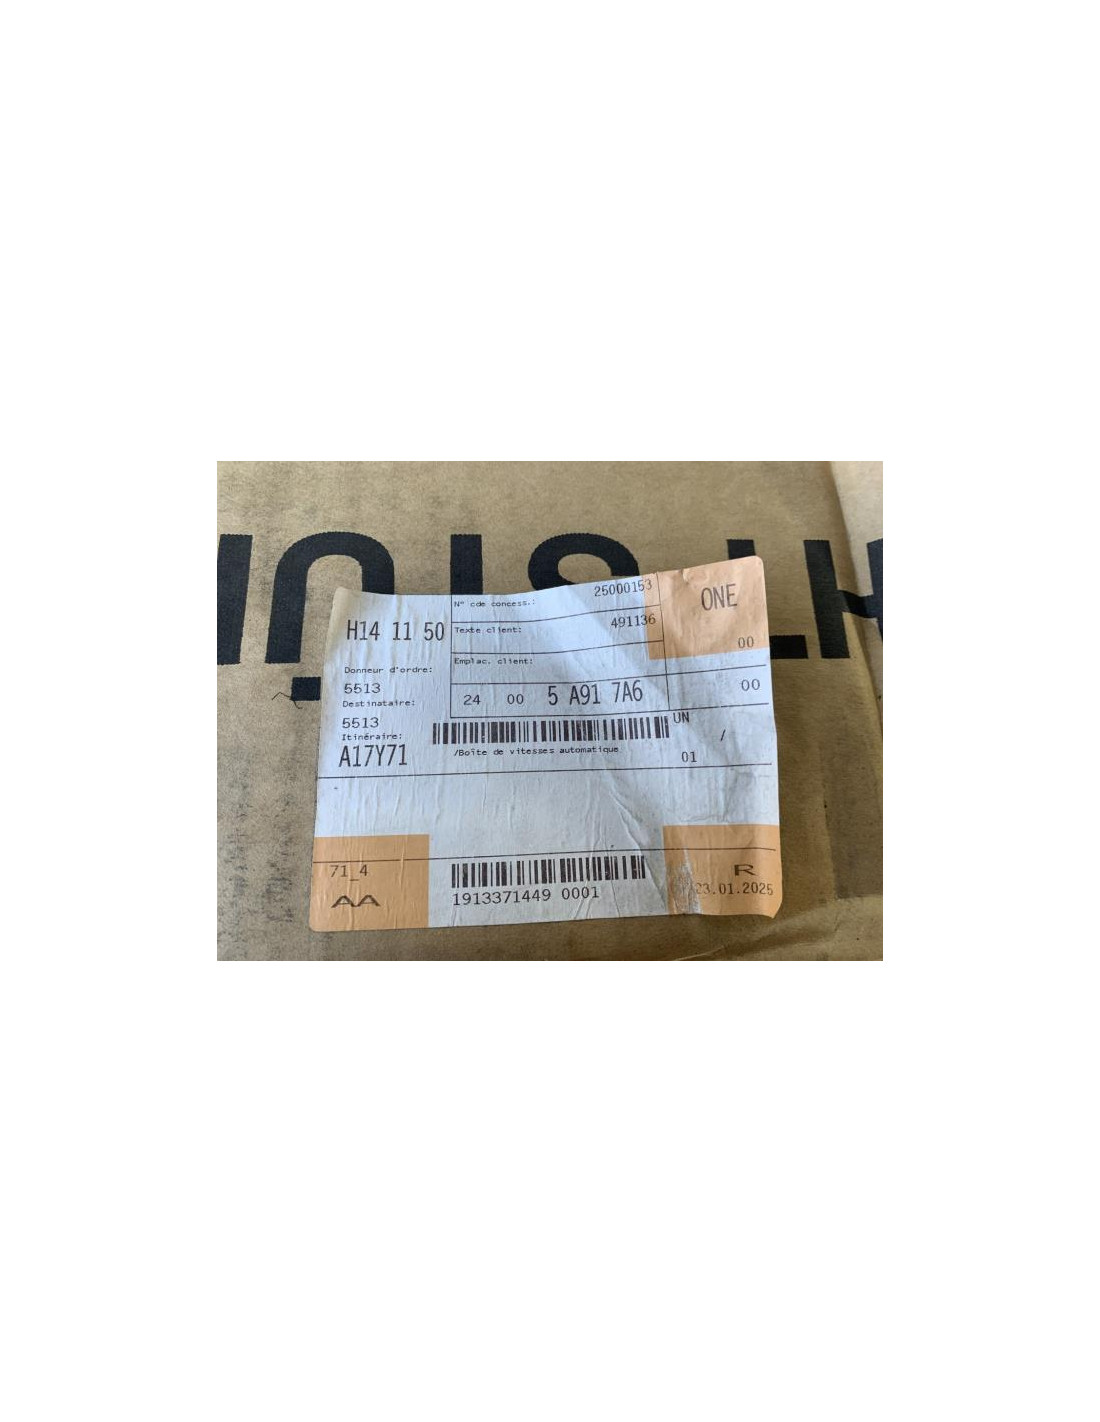 N° cde concess.: 25000153
ONE
H14 11 50
Texte client: 491136
00
Emplac. client:
Donneur d'ordre:
5513
24 00 5 A91 7A6 00
Destinataire:
5513
UN
Itinéraire:
/
A17Y71
/Boîte de vitesses automatique
01
71_4
R
AA
1913371449 0001
23.01.2025